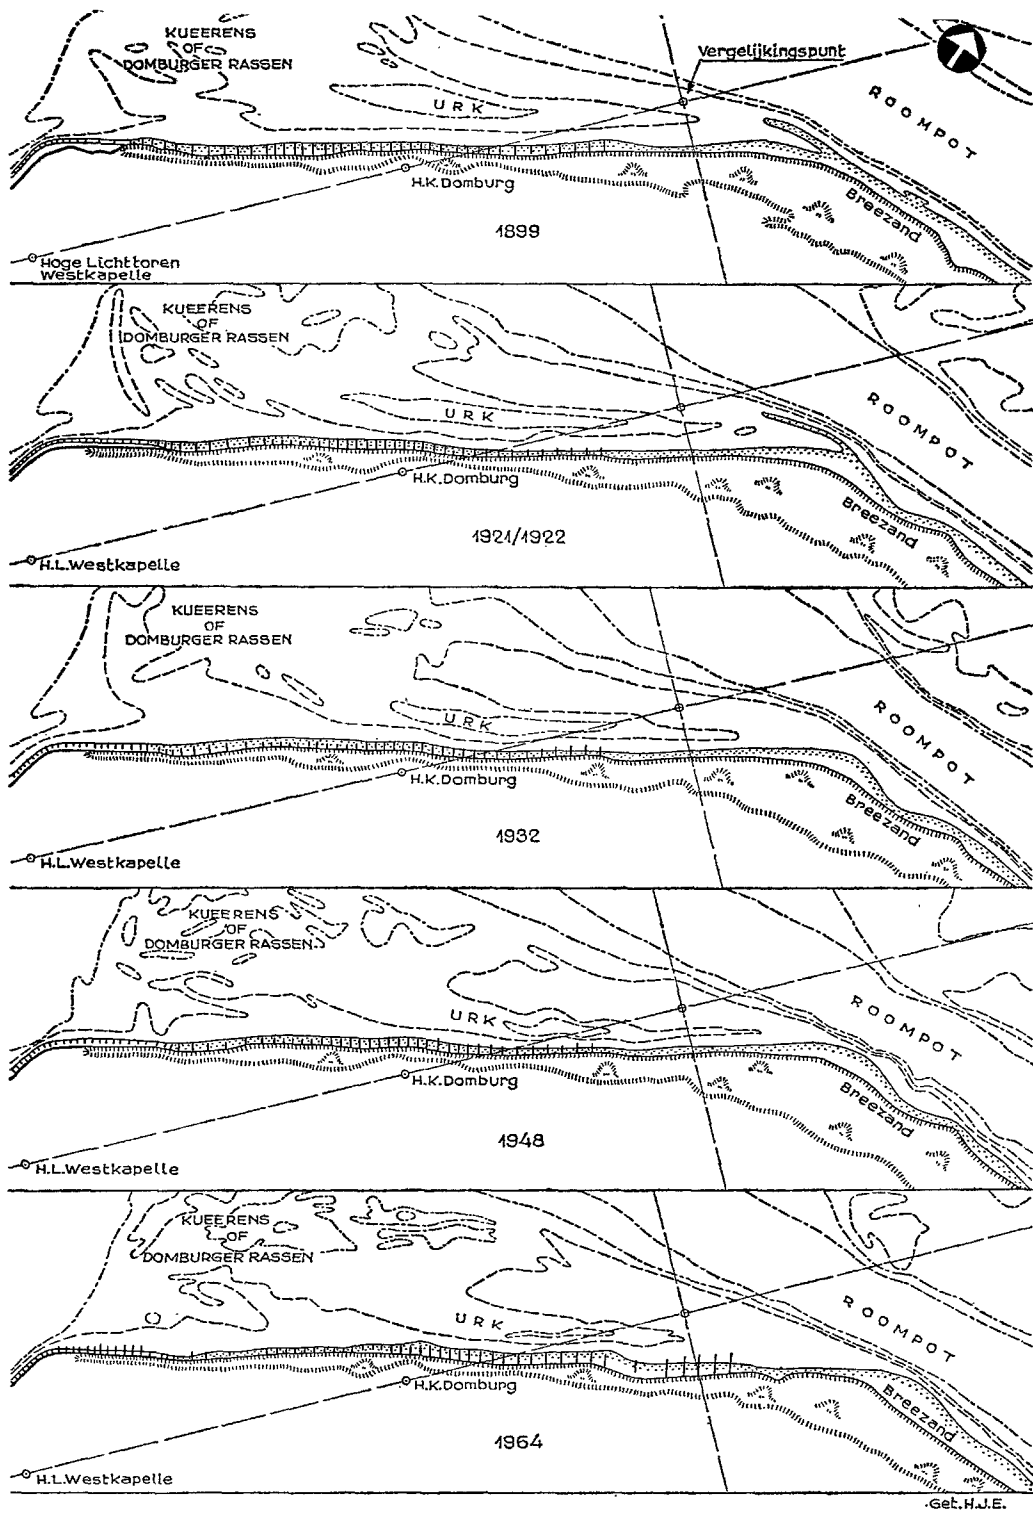 KUEERENS
OF
DOMBURGER RASSEN
URK
Vergelijkingspunt
ROOMPOT
H.K.Domburg
Breezand
1899
Hoge Lichttoren
Westkapelle
KUEERENS
OF
DOMBURGER RASSEN
URK
ROOMPOT
H.K.Domburg
Breezand
1921/1922
H.L.Westkapelle
KUEERENS
OF
DOMBURGER RASSEN
URK
ROOMPOT
H.K.Domburg
Breezand
1932
H.L.Westkapelle
KUEERENS
OF
DOMBURGER RASSEN
URK
ROOMPOT
H.K.Domburg
Breezand
1948
H.L.Westkapelle
KUEERENS
OF
DOMBURGER RASSEN
URK
ROOMPOT
H.K.Domburg
Breezand
1964
H.L.Westkapelle
Get.H.J.E.